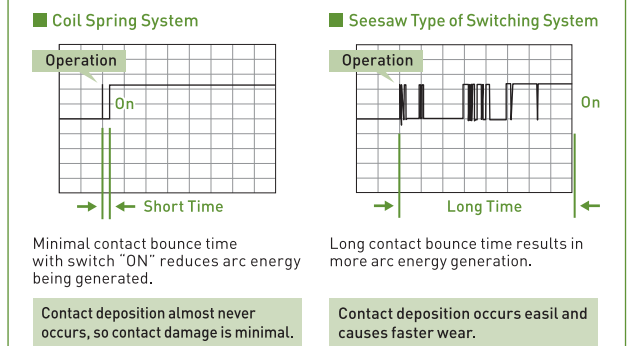 Coil Spring System
Operation
On
Short Time
Minimal contact bounce time
with switch “ON” reduces arc energy
being generated.
Contact deposition almost never
occurs, so contact damage is minimal.
Seesaw Type of Switching System
Operation
On
Long Time
Long contact bounce time results in
more arc energy generation.
Contact deposition occurs easil and
causes faster wear.